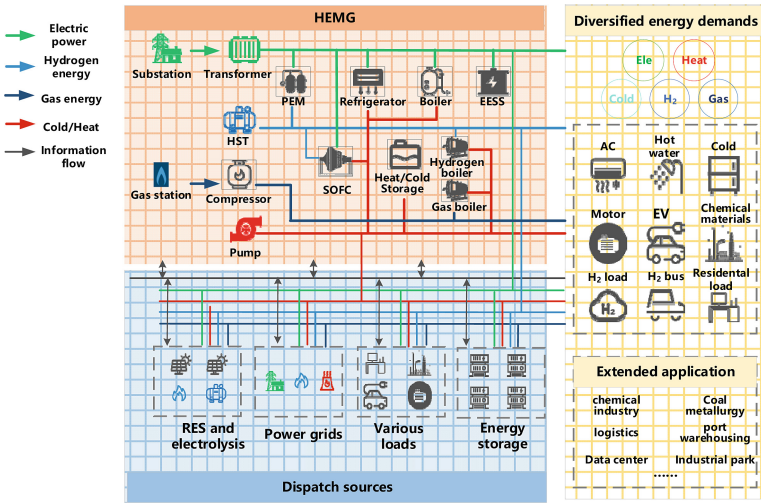 Electric
power
Hydrogen
energy
Gas energy
Cold/Heat
Information
flow
HEMG
Substation
Transformer
PEM
Refrigerator
Boiler
EESS
HST
SOFC
Heat/Cold
Storage
Hydrogen
boiler
Gas boiler
Gas station
Compressor
Pump
RES and
electrolysis
Power grids
Various
loads
Energy
storage
Dispatch sources
Diversified energy demands
Ele
Heat
Cold
H₂
Gas
AC
Hot
water
Cold
Motor
EV
Chemical
materials
H₂ load
H₂ bus
Residental
load
H₂
Extended application
chemical
industry
Coal
metallurgy
logistics
port
warehousing
Data center
Industrial park
......